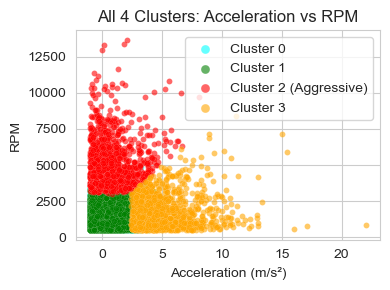 All 4 Clusters: Acceleration vs RPM
Cluster 0
Cluster 1
Cluster 2 (Aggressive)
Cluster 3
12500
10000
7500
5000
2500
0
RPM
0
5
10
15
20
Acceleration (m/s²)